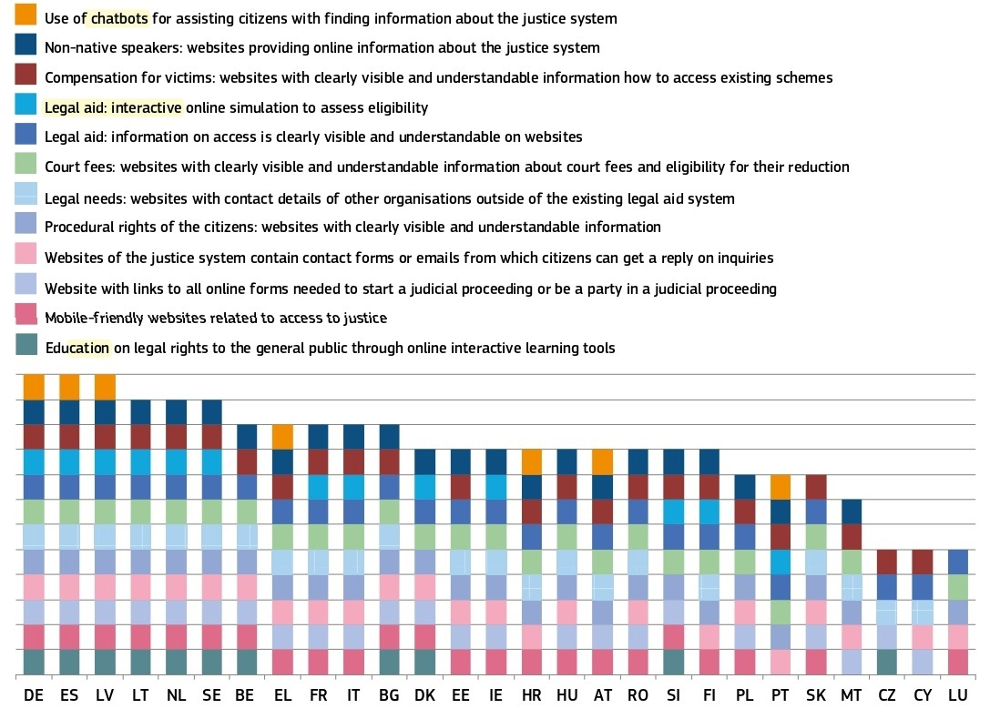 Use of chatbots for assisting citizens with finding information about the justice system
Non-native speakers: websites providing online information about the justice system
Compensation for victims: websites with clearly visible and understandable information how to access existing schemes
Legal aid: interactive online simulation to assess eligibility
Legal aid: information on access is clearly visible and understandable on websites
Court fees: websites with clearly visible and understandable information about court fees and eligibility for their reduction
Legal needs: websites with contact details of other organisations outside of the existing legal aid system
Procedural rights of the citizens: websites with clearly visible and understandable information
Websites of the justice system contain contact forms or emails from which citizens can get a reply on inquiries
Website with links to all online forms needed to start a judicial proceeding or be a party in a judicial proceeding
Mobile-friendly websites related to access to justice
Education on legal rights to the general public through online interactive learning tools
DE ES LV LT NL SE BE EL FR IT BG DK EE IE HR HU AT RO SI FI PL PT SK MT CZ CY LU